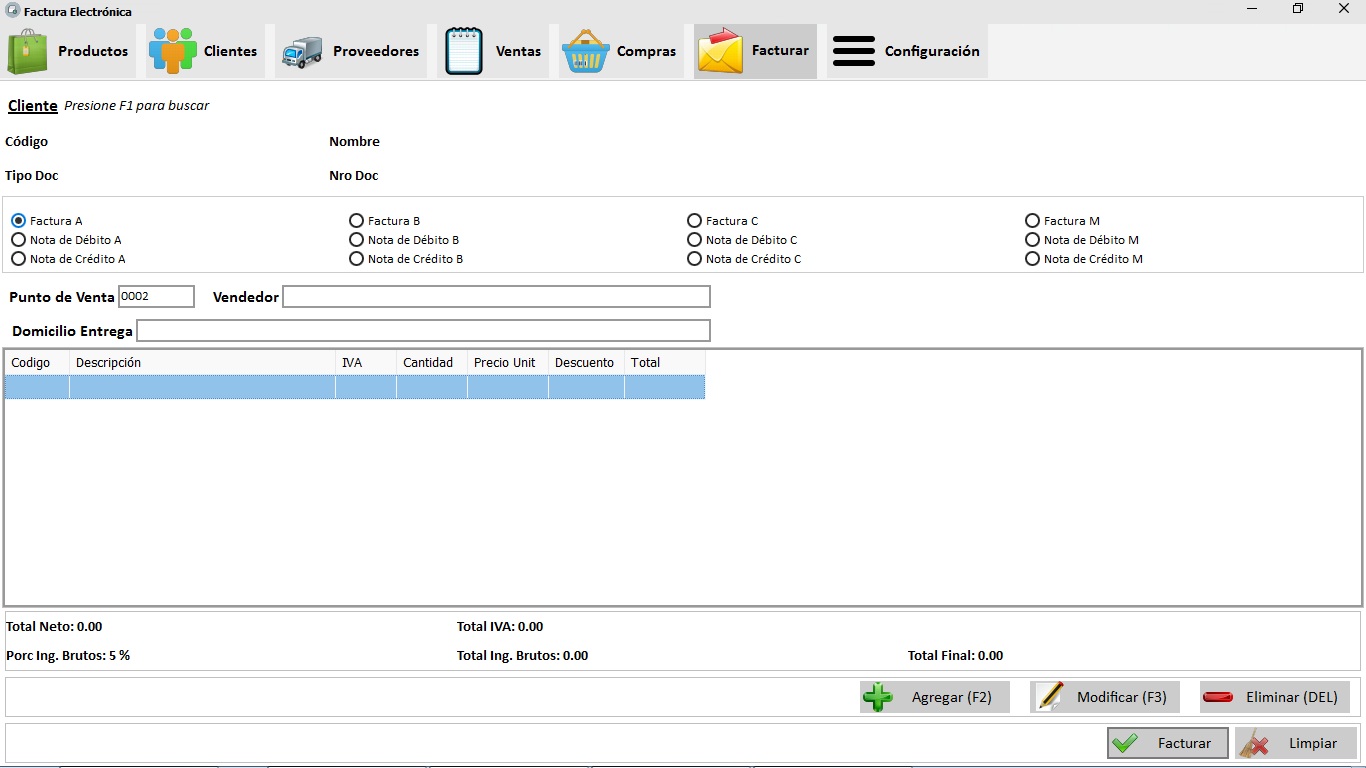 Factura Electrónica
Productos Clientes Proveedores Ventas Compras Facturar Configuración
Cliente Presione F1 para buscar
Código Nombre
Tipo Doc Nro Doc
Factura A Factura B Factura C Factura M
Nota de Débito A Nota de Débito B Nota de Débito C Nota de Débito M
Nota de Crédito A Nota de Crédito B Nota de Crédito C Nota de Crédito M
Punto de Venta 0002 Vendedor
Domicilio Entrega
Codigo Descripción IVA Cantidad Precio Unit Descuento Total
Total Neto: 0.00 Total IVA: 0.00
Porc Ing. Brutos: 5 % Total Ing. Brutos: 0.00 Total Final: 0.00
Agregar (F2) Modificar (F3) Eliminar (DEL)
Facturar Limpiar